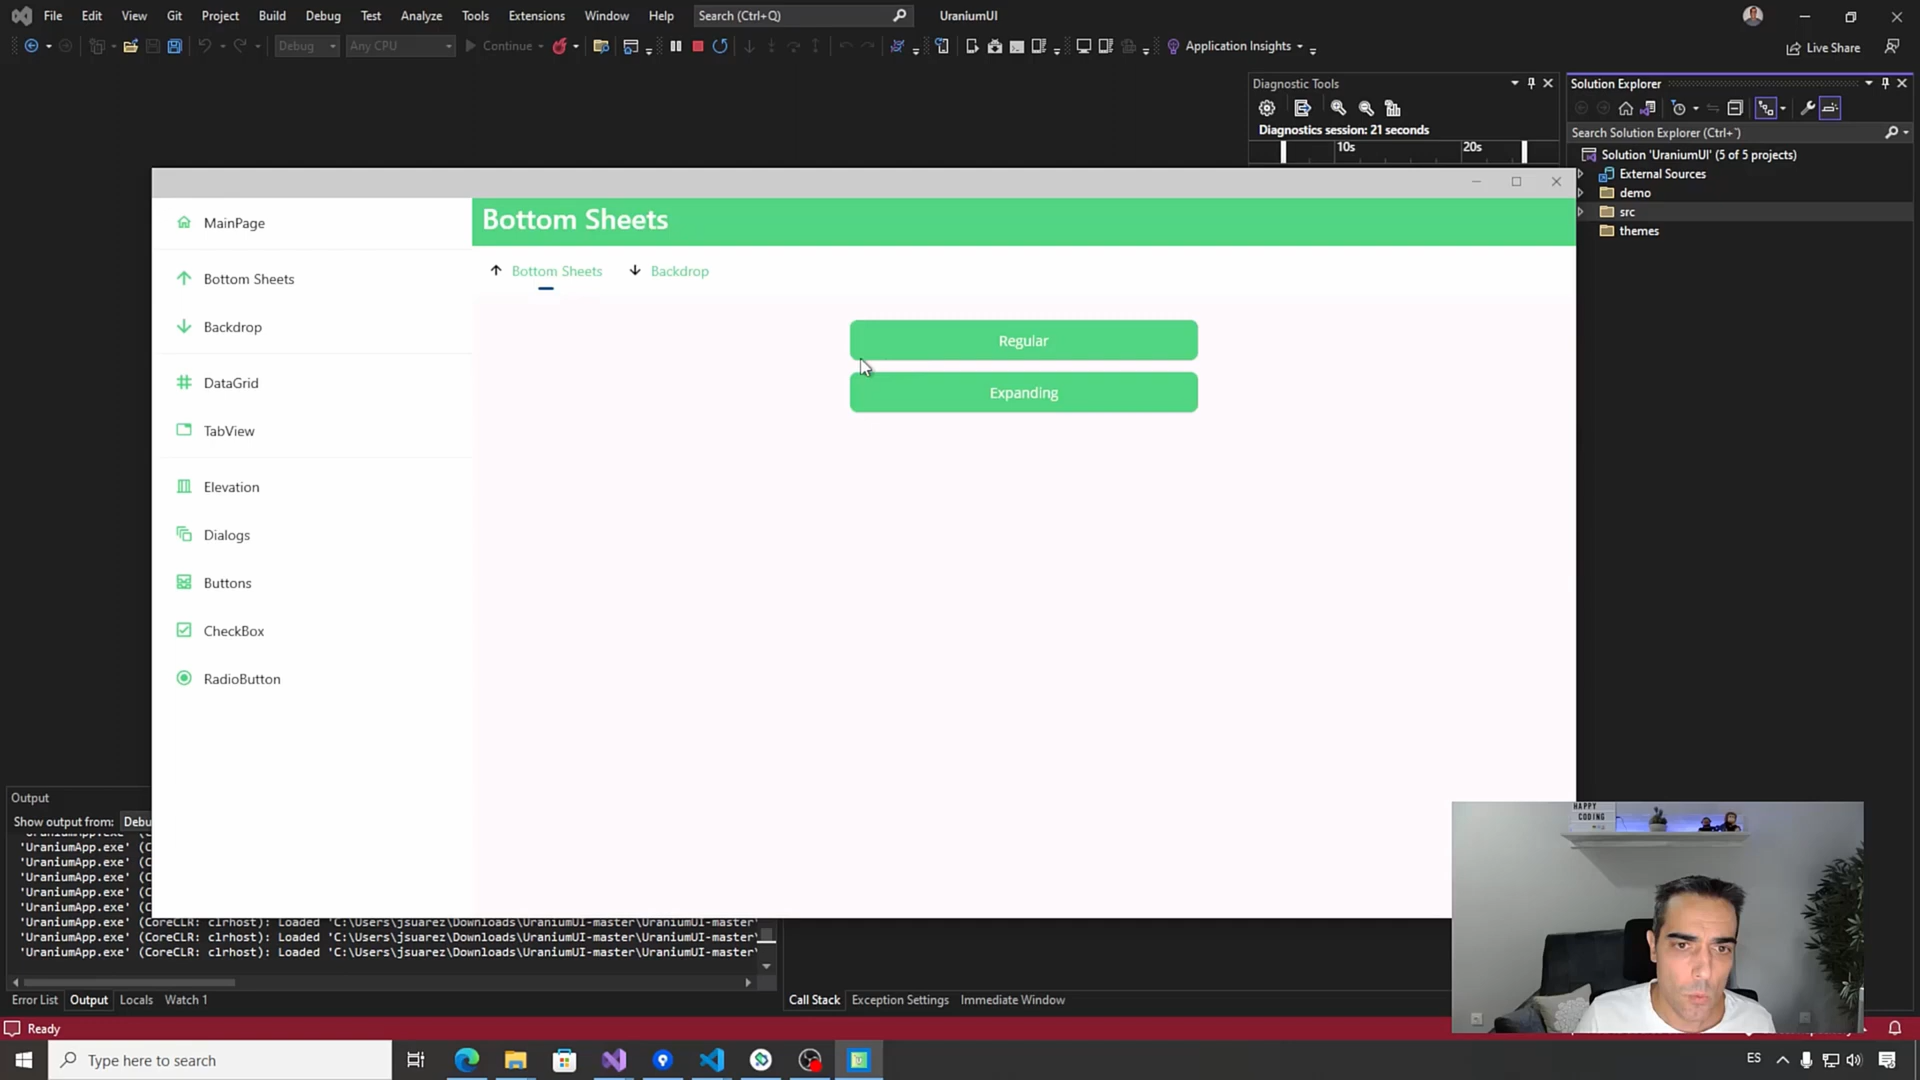 File Edit View Git Project Build Debug Test Analyze Tools Extensions Window Help Search (Ctrl+Q) UraniumUI
Debug Any CPU Continue Application Insights Live Share
Diagnostic Tools
Diagnostics session: 21 seconds
10s 20s
Solution Explorer
Search Solution Explorer (Ctrl+¨)
Solution 'UraniumUI' (5 of 5 projects)
External Sources
demo
src
themes
MainPage
Bottom Sheets
Backdrop
DataGrid
TabView
Elevation
Dialogs
Buttons
CheckBox
RadioButton
Bottom Sheets
Bottom Sheets Backdrop
Regular
Expanding
Output
Show output from: Debu
'UraniumApp.exe' (C
'UraniumApp.exe' (C
'UraniumApp.exe' (C
'UraniumApp.exe' (C
'UraniumApp.exe' (C
'UraniumApp.exe' (C
'UraniumApp.exe' (CoreCLR: clrhost): Loaded 'C:\Users\jsuarez\Downloads\UraniumUI-master\UraniumUI-master\
'UraniumApp.exe' (CoreCLR: clrhost): Loaded 'C:\Users\jsuarez\Downloads\UraniumUI-master\UraniumUI-master\
'UraniumApp.exe' (CoreCLR: clrhost): Loaded 'C:\Users\jsuarez\Downloads\UraniumUI-master\UraniumUI-master\
Error List Output Locals Watch 1
Call Stack Exception Settings Immediate Window
HAPPY
CODING
Ready
Type here to search
ES